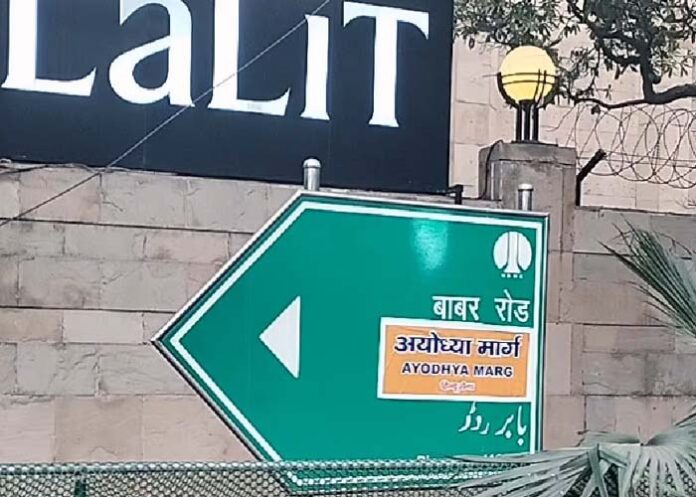 LaLiT
बाबर रोड
अयोध्या मार्ग
AYODHYA MARG
हिन्दू सेना
بابر روڈ